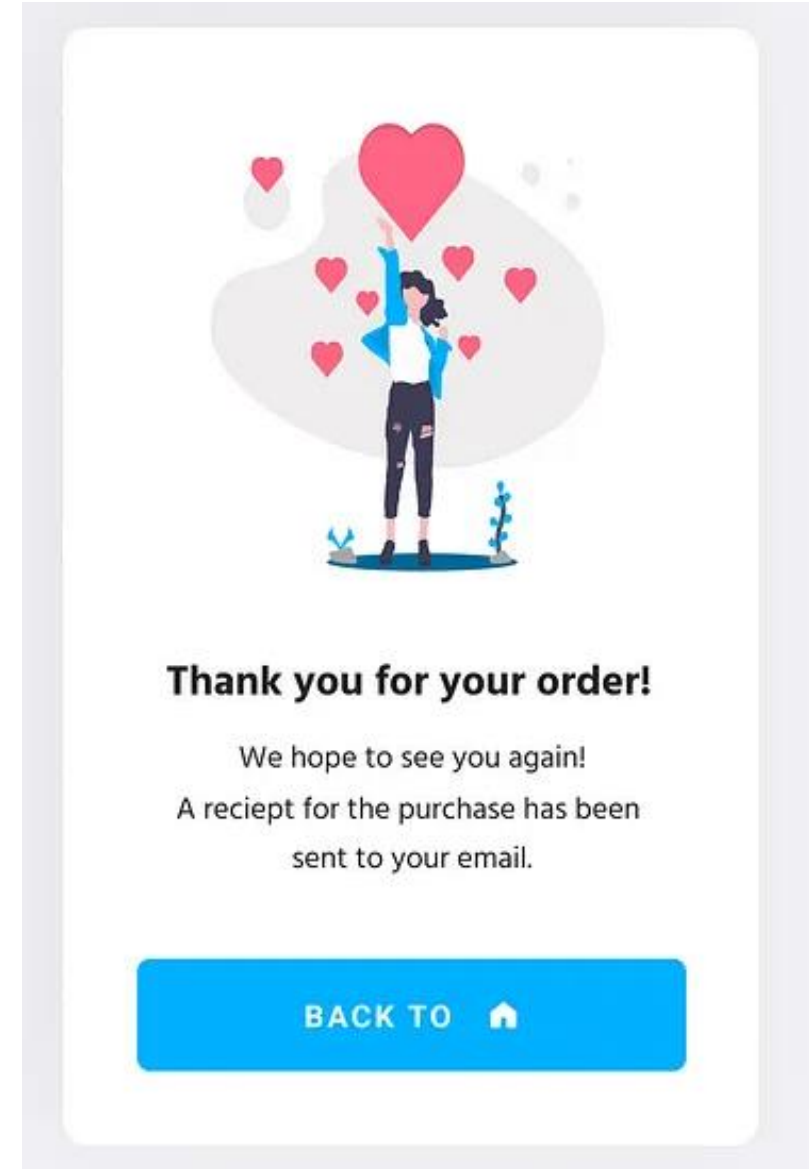 Thank you for your order!
We hope to see you again!
A reciept for the purchase has been
sent to your email.
BACK TO